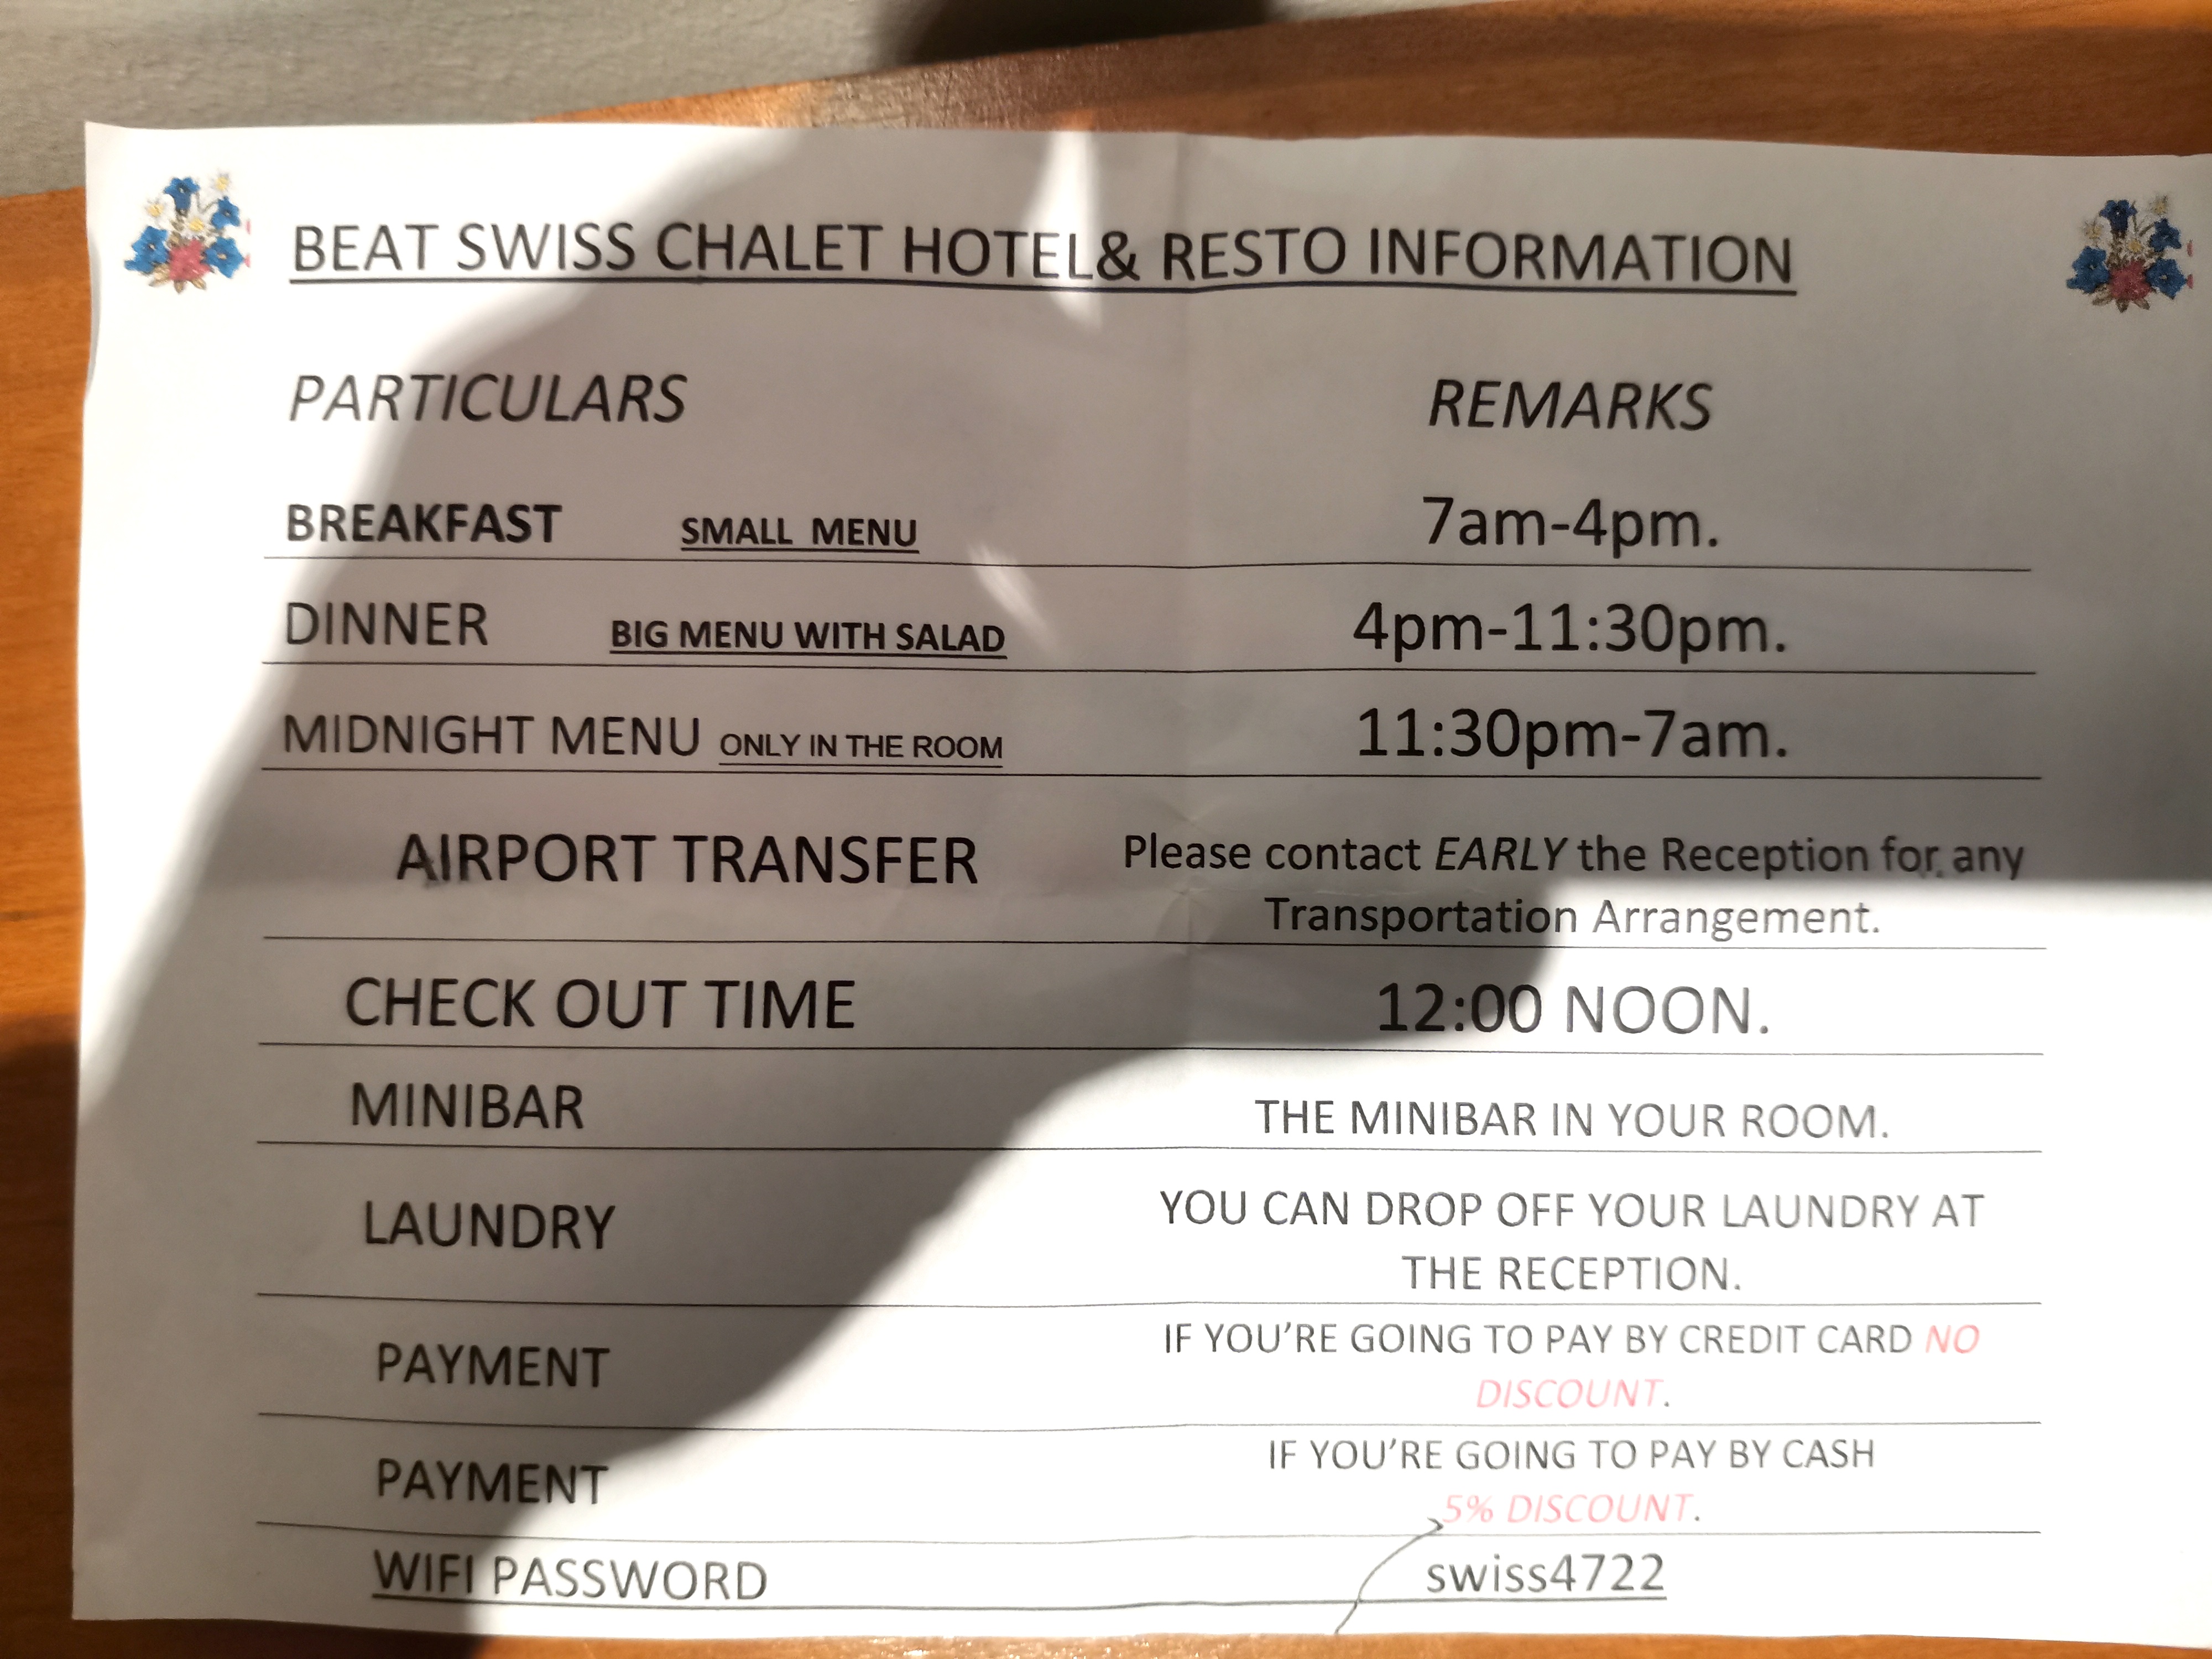 BEAT SWISS CHALET HOTEL& RESTO INFORMATION
PARTICULARS REMARKS
BREAKFAST SMALL MENU 7am-4pm.
DINNER BIG MENU WITH SALAD 4pm-11:30pm.
MIDNIGHT MENU ONLY IN THE ROOM 11:30pm-7am.
AIRPORT TRANSFER Please contact EARLY the Reception for any
Transportation Arrangement.
CHECK OUT TIME 12:00 NOON.
MINIBAR THE MINIBAR IN YOUR ROOM.
LAUNDRY YOU CAN DROP OFF YOUR LAUNDRY AT
THE RECEPTION.
PAYMENT IF YOU'RE GOING TO PAY BY CREDIT CARD NO
DISCOUNT.
PAYMENT IF YOU'RE GOING TO PAY BY CASH
5% DISCOUNT.
WIFI PASSWORD swiss4722